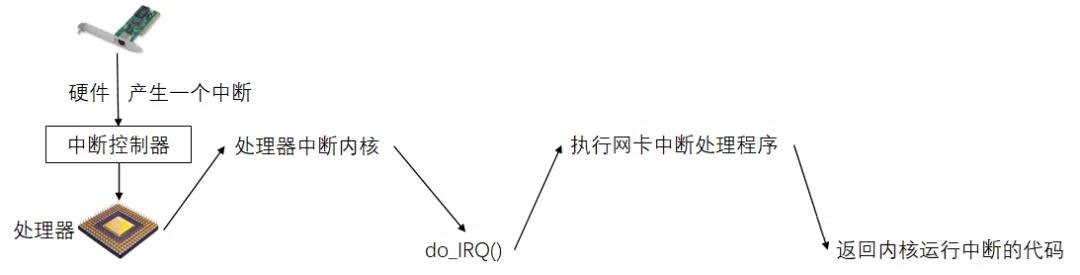 硬件 产生一个中断
中断控制器
处理器中断内核
执行网卡中断处理程序
处理器
do_IRQ()
返回内核运行中断的代码